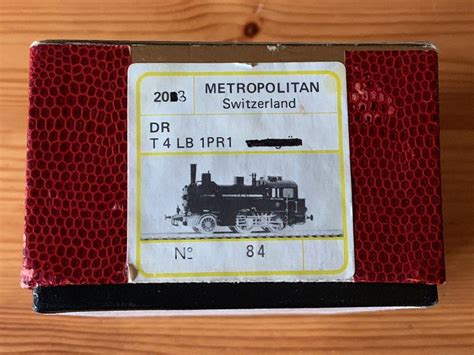 METROPOLITAN
Switzerland
DR
T 4 LB 1PR1
Nº 84